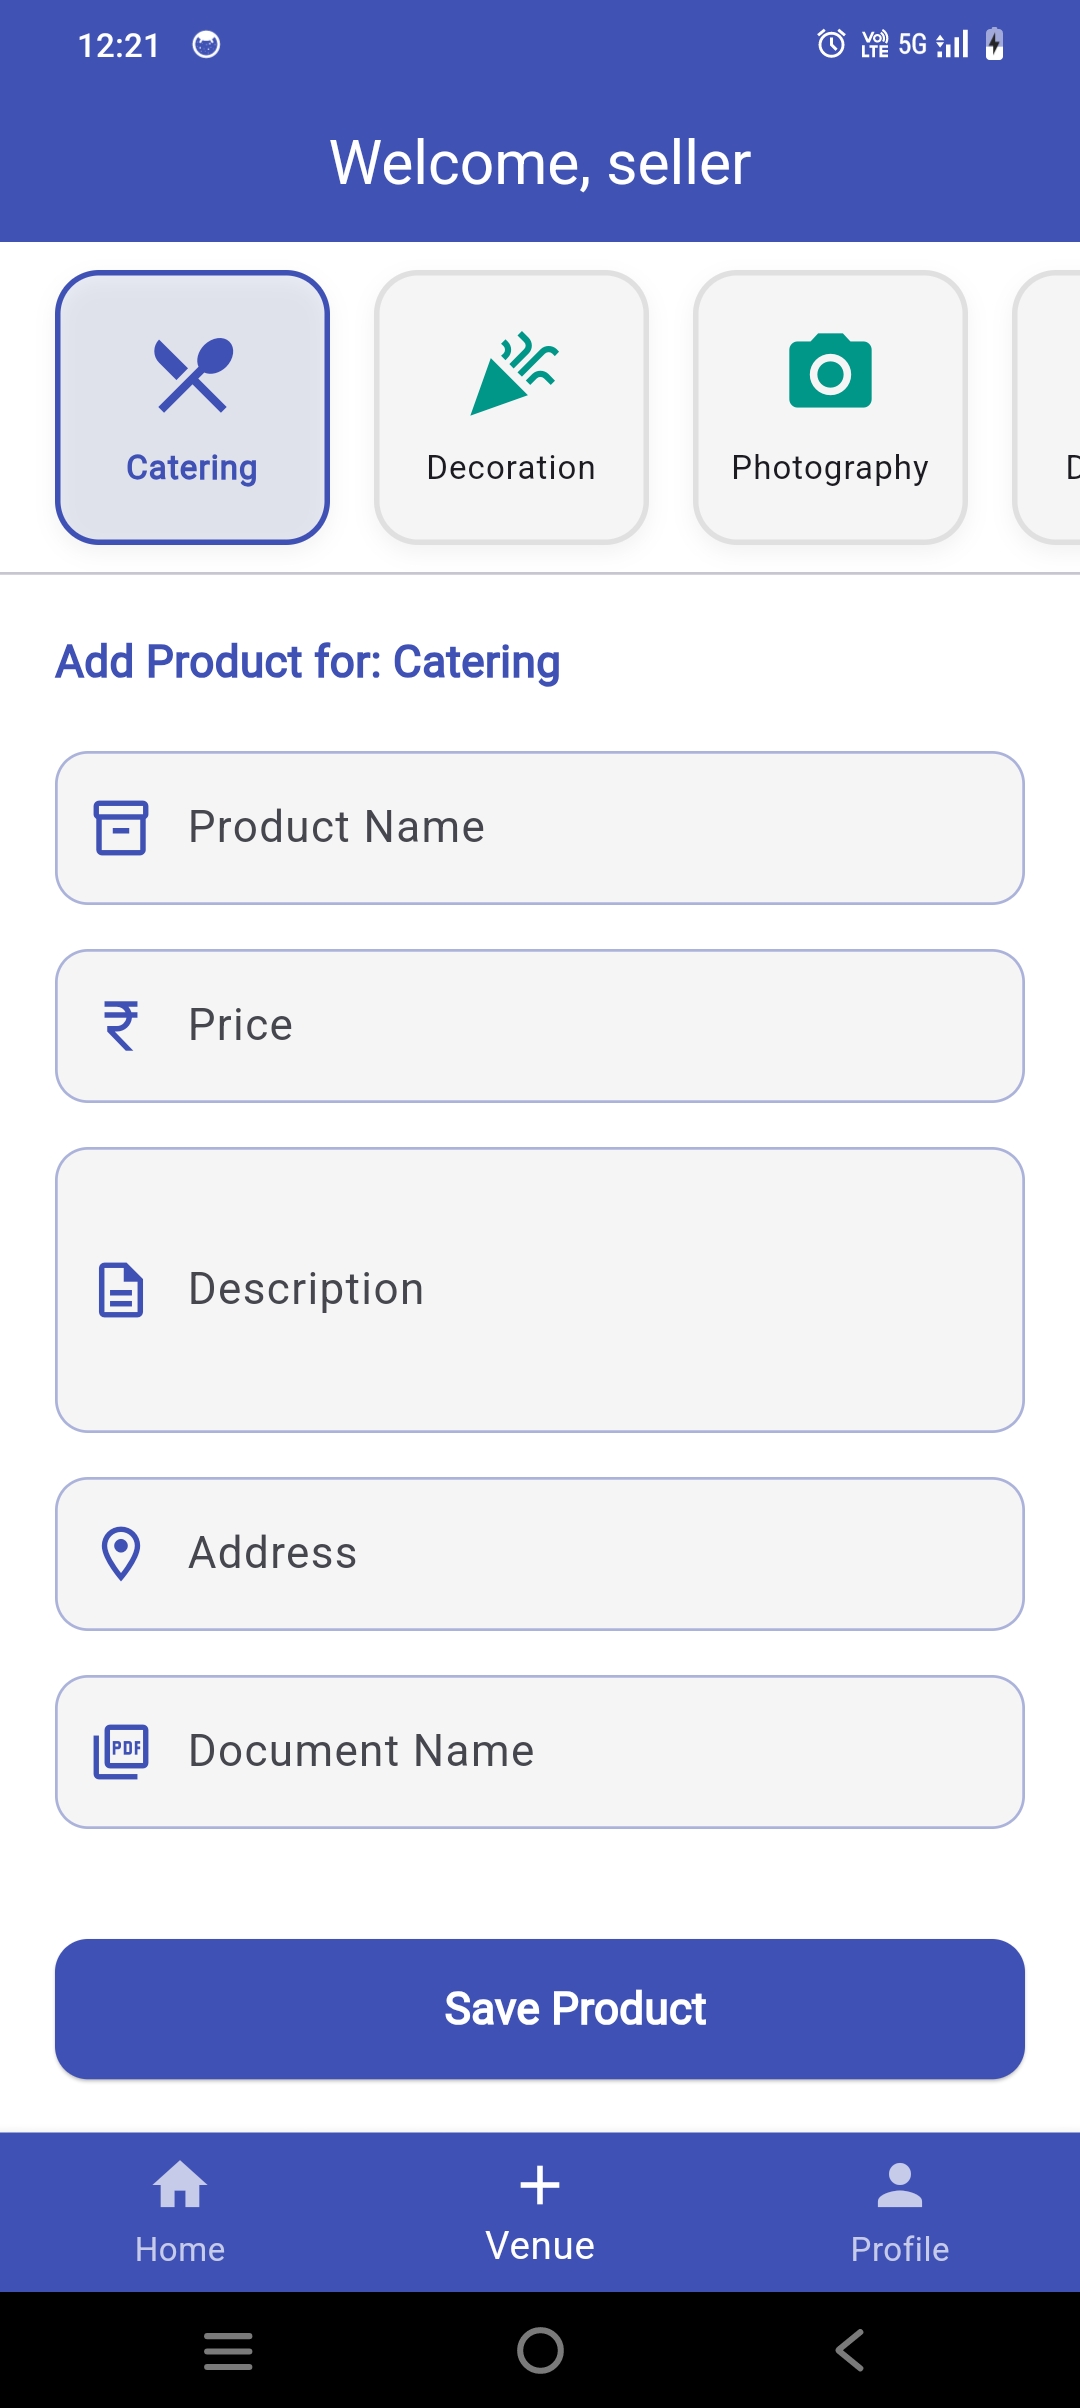 12:21
Vo)) LTE 5G
Welcome, seller
Catering
Decoration
Photography
D
Add Product for: Catering
Product Name
₹ Price
Description
Address
PDF Document Name
Save Product
Home
Venue
Profile